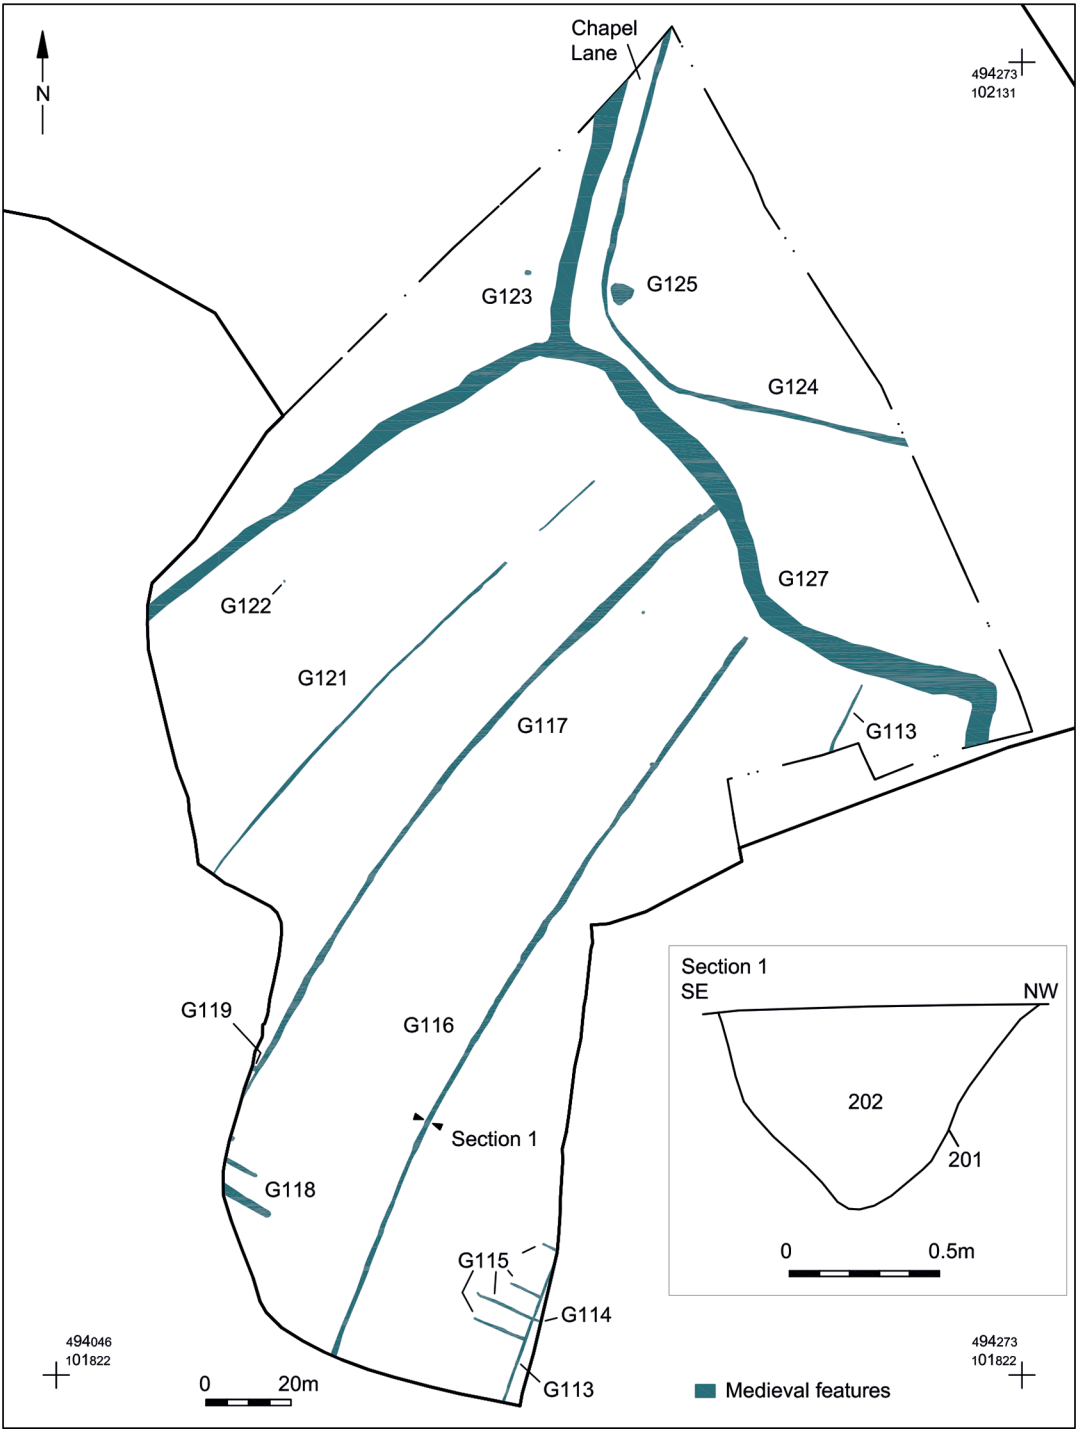 Chapel
Lane
N
494273
102131
G123
G125
G124
G127
G122
G121
G117
G113
G119
G116
Section 1
G118
G115
G114
G113
Section 1
SE
NW
202
201
0
0.5m
494046
101822
0
20m
494273
101822
Medieval features